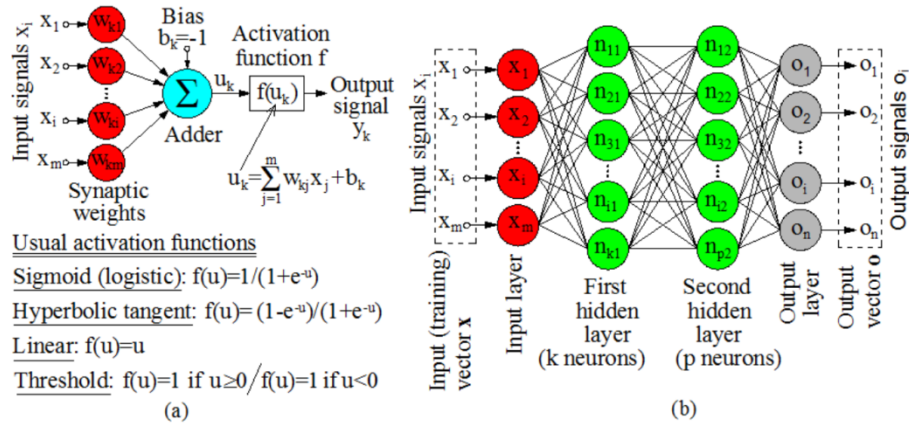 Input signals xᵢ
x₁
x₂
xᵢ
xₘ
wₖ₁
wₖ₂
wₖᵢ
wₖₘ
Synaptic
weights
Bias
bₖ=-1
Σ
Adder
uₖ
Activation
function f
f(uₖ)
Output
signal
yₖ
uₖ=∑ᵐⱼ₌₁ wₖⱼxⱼ+bₖ
Usual activation functions
Sigmoid (logistic): f(u)=1/(1+e⁻ᵘ)
Hyperbolic tangent: f(u)=(1-e⁻ᵘ)/(1+e⁻ᵘ)
Linear: f(u)=u
Threshold: f(u)=1 if u≥0/f(u)=1 if u<0
(a)
Input signals xᵢ
x₁
x₂
xᵢ
xₘ
Input (training)
vector x
x₁
x₂
xᵢ
xₘ
Input layer
n₁₁
n₂₁
n₃₁
nᵢ₁
nₖ₁
First
hidden
layer
(k neurons)
n₁₂
n₂₂
n₃₂
nᵢ₂
nₚ₂
Second
hidden
layer
(p neurons)
o₁
o₂
oᵢ
oₙ
Output
layer
o₁
o₂
oᵢ
oₙ
Output
vector o
Output signals oᵢ
(b)